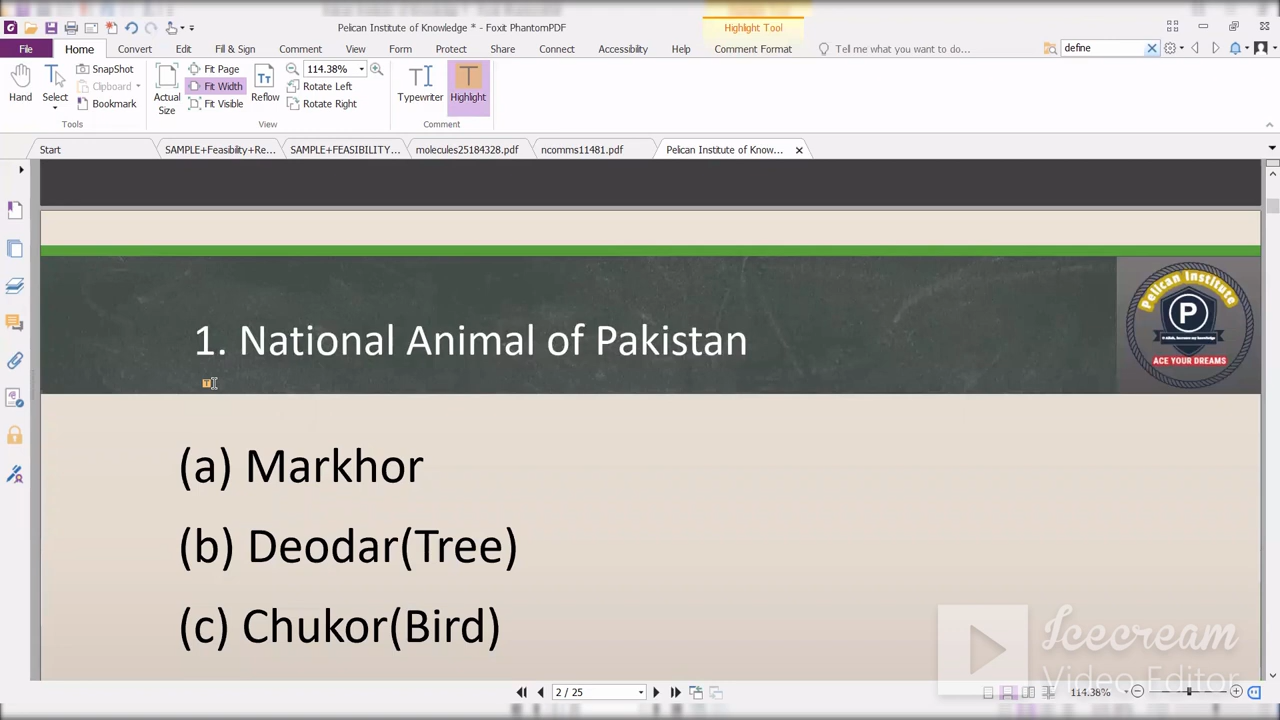 Pelican Institute of Knowledge * - Foxit PhantomPDF
Highlight Tool
File Home Convert Edit Fill & Sign Comment View Form Protect Share Connect Accessibility Help Comment Format Tell me what you want to do... define
Hand
Select
SnapShot
Clipboard
Bookmark
Tools
Actual Size
Fit Page
Fit Width
Fit Visible
Reflow
114.38%
Rotate Left
Rotate Right
View
Typewriter
Highlight
Comment
Start SAMPLE+Feasibilty+Re... SAMPLE+FEASIBILITY... molecules25184328.pdf ncomms11481.pdf Pelican Institute of Know...
1. National Animal of Pakistan
Pelican Institute
P
ACE YOUR DREAMS
(a) Markhor
(b) Deodar(Tree)
(c) Chukor(Bird)
Icecream
Video Editor
2 / 25
114.38%